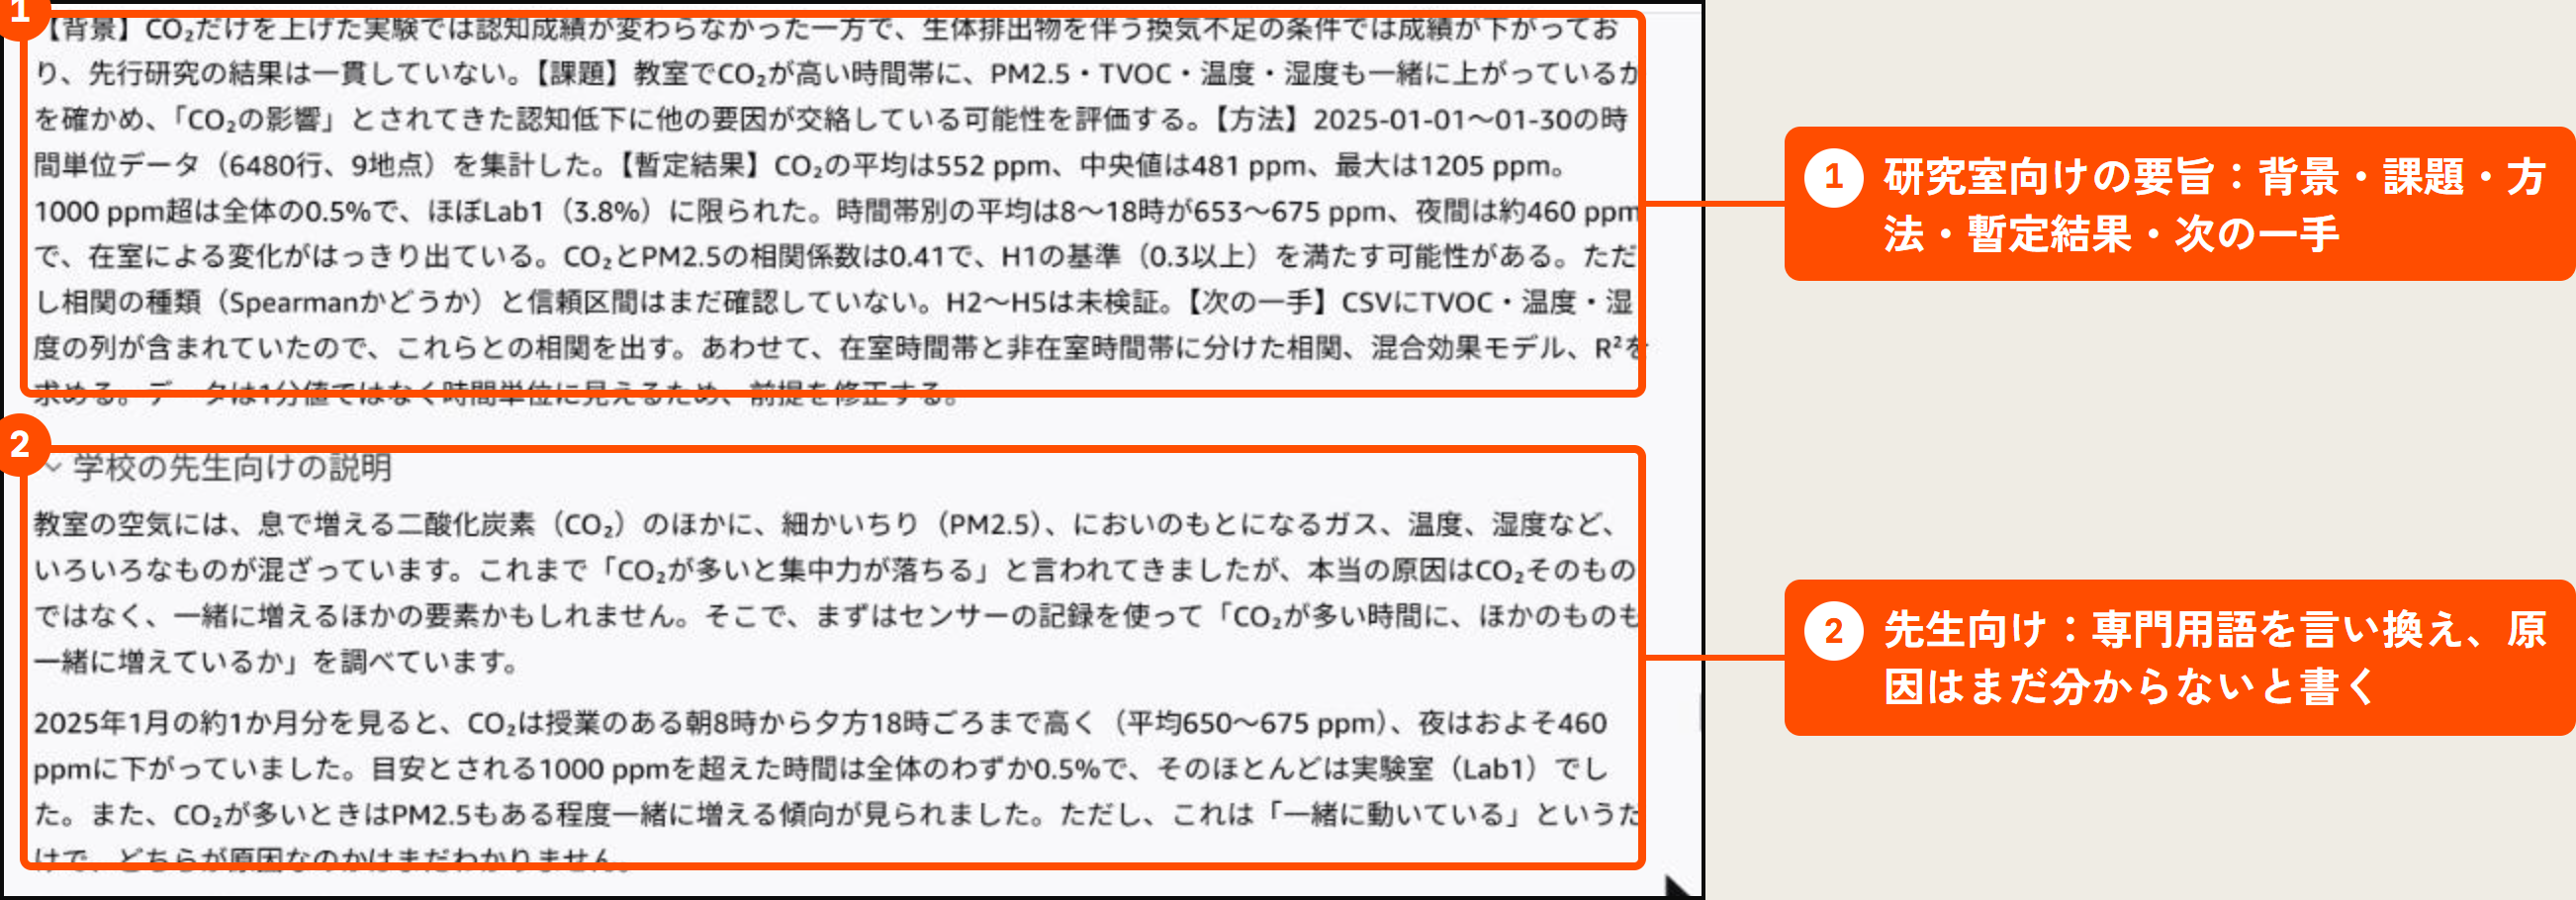 1
【背景】CO₂だけを上げた実験では認知成績が変わらなかった一方で、生体排出物を伴う換気不足の条件では成績が下がってお
り、先行研究の結果は一貫していない。【課題】教室でCO₂が高い時間帯に、PM2.5・TVOC・温度・湿度も一緒に上がっているか
を確かめ、「CO₂の影響」とされてきた認知低下に他の要因が交絡している可能性を評価する。【方法】2025-01-01～01-30の時
間単位データ（6480行、9地点）を集計した。【暫定結果】CO₂の平均は552 ppm、中央値は481 ppm、最大は1205 ppm。
1000 ppm超は全体の0.5%で、ほぼLab1（3.8%）に限られた。時間帯別の平均は8～18時が653～675 ppm、夜間は約460 ppm
で、在室による変化がはっきり出ている。CO₂とPM2.5の相関係数は0.41で、H1の基準（0.3以上）を満たす可能性がある。ただ
し相関の種類（Spearmanかどうか）と信頼区間はまだ確認していない。H2～H5は未検証。【次の一手】CSVにTVOC・温度・湿
度の列が含まれていたので、これらとの相関を出す。あわせて、在室時間帯と非在室時間帯に分けた相関、混合効果モデル、R²を
求める。データは1分値ではなく時間単位に見えるため、前提を修正する。
2
学校の先生向けの説明
教室の空気には、息で増える二酸化炭素（CO₂）のほかに、細かいちり（PM2.5）、においのもとになるガス、温度、湿度など、
いろいろなものが混ざっています。これまで「CO₂が多いと集中力が落ちる」と言われてきましたが、本当の原因はCO₂そのもの
ではなく、一緒に増えるほかの要素かもしれません。そこで、まずはセンサーの記録を使って「CO₂が多い時間に、ほかのものも
一緒に増えているか」を調べています。
2025年1月の約1か月分を見ると、CO₂は授業のある朝8時から夕方18時ごろまで高く（平均650～675 ppm）、夜はおよそ460
ppmに下がっていました。目安とされる1000 ppmを超えた時間は全体のわずか0.5%で、そのほとんどは実験室（Lab1）でし
た。また、CO₂が多いときはPM2.5もある程度一緒に増える傾向が見られました。ただし、これは「一緒に動いている」というだ
けで、どちらが原因なのかはまだわかりません。
1 研究室向けの要旨：背景・課題・方
法・暫定結果・次の一手
2 先生向け：専門用語を言い換え、原
因はまだ分からないと書く